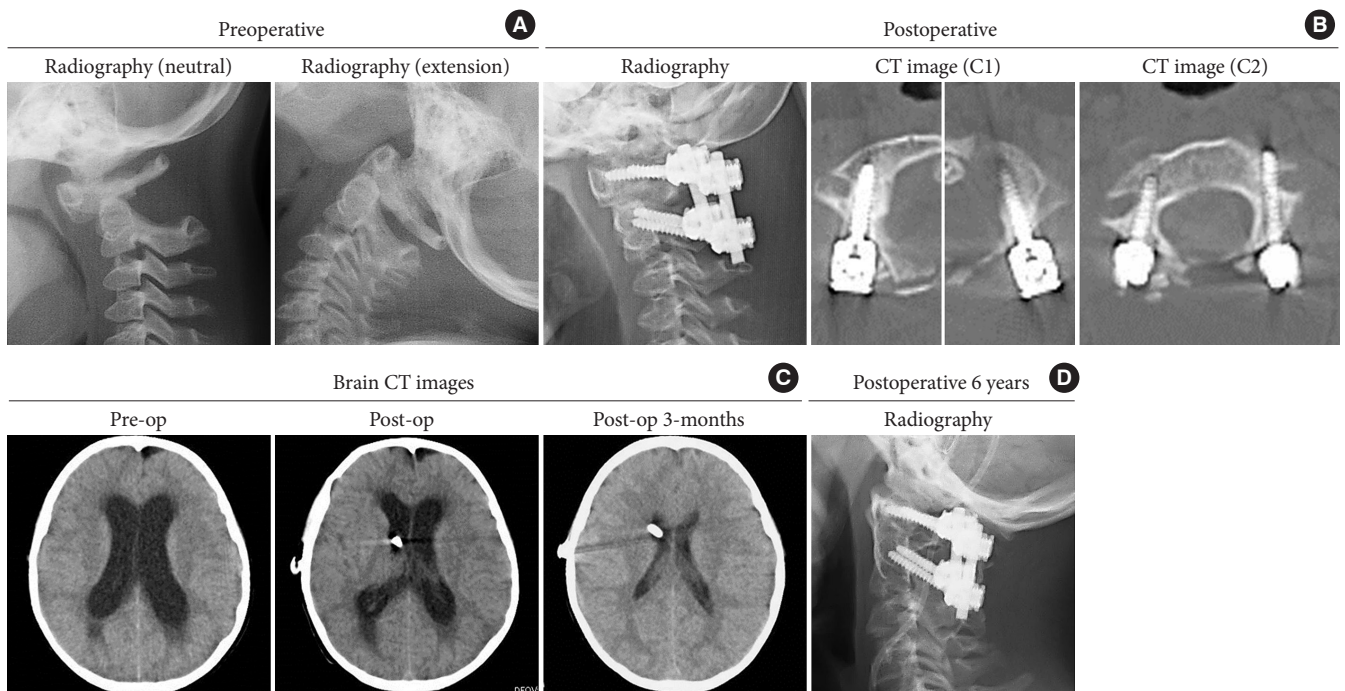 Preoperative
A
Postoperative
B
Radiography (neutral)
Radiography (extension)
Radiography
CT image (C1)
CT image (C2)
Brain CT images
C
Postoperative 6 years
D
Pre-op
Post-op
Post-op 3-months
Radiography